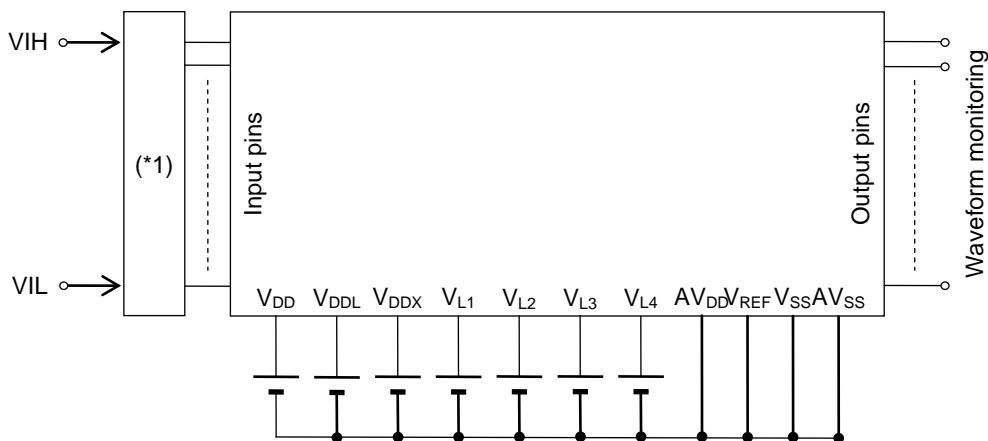 VIH
(*1)
VIL
Input pins
Output pins
Waveform monitoring
VDD VDDL VDDX VL1 VL2 VL3 VL4 AVDD VREF VSS AVSS